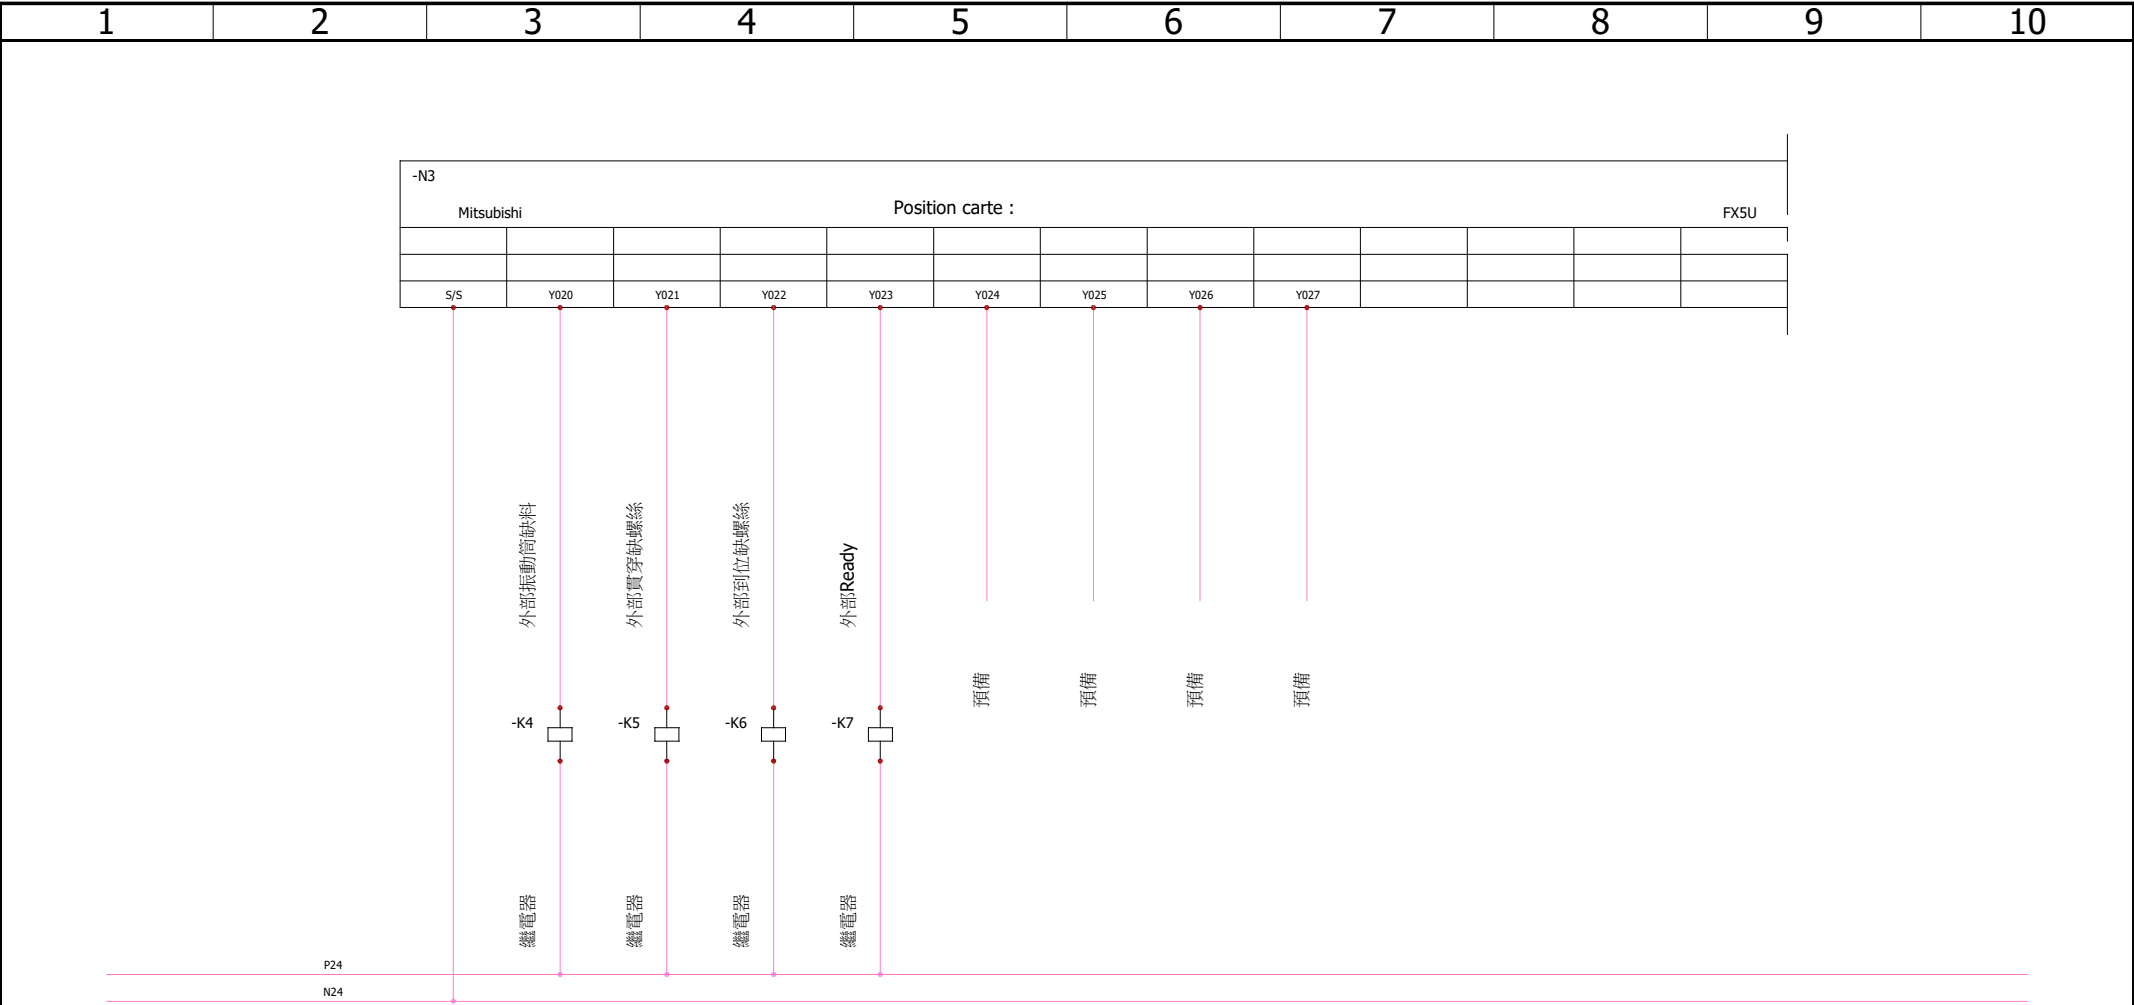 1 2 3 4 5 6 7 8 9 10
-N3
Mitsubishi Position carte : FX5U
S/S Y020 Y021 Y022 Y023 Y024 Y025 Y026 Y027
外部振動筒缺料 外部貫穿缺螺絲 外部到位缺螺絲 外部Ready
預備 預備 預備 預備
-K4 -K5 -K6 -K7
繼電器 繼電器 繼電器 繼電器
P24
N24